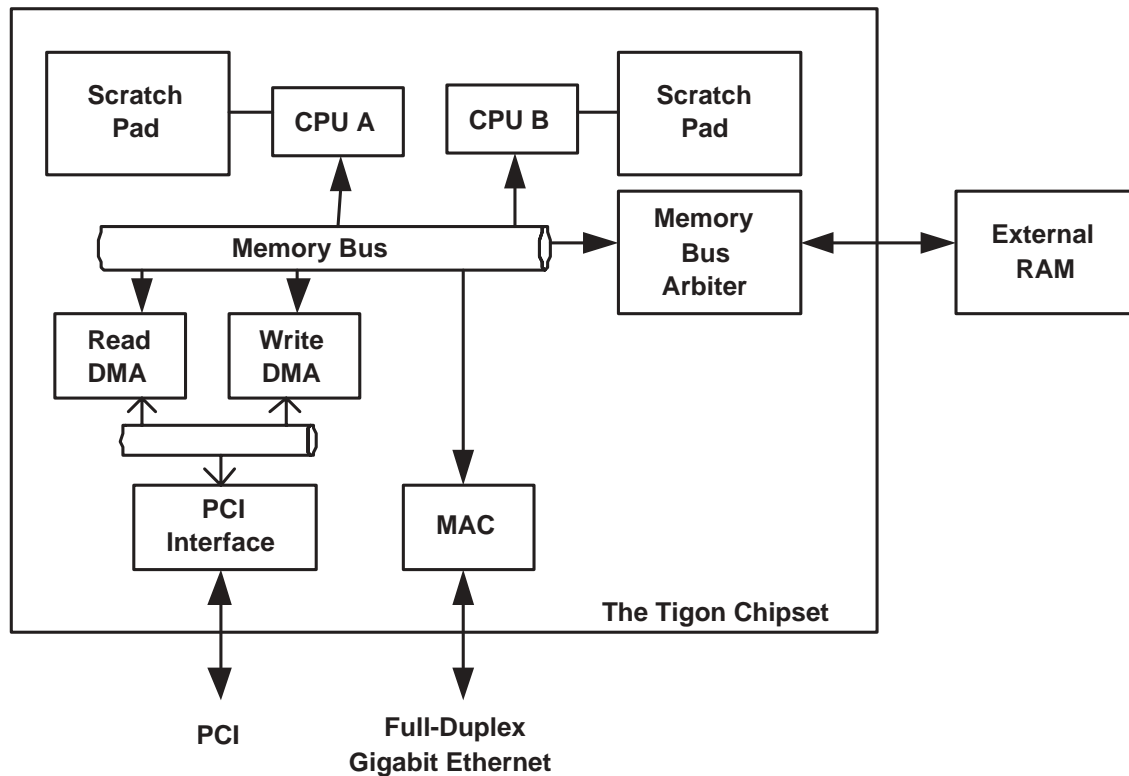 Scratch
Pad
CPU A
CPU B
Scratch
Pad
Memory Bus
Memory
Bus
Arbiter
External
RAM
Read
DMA
Write
DMA
PCI
Interface
MAC
The Tigon Chipset
PCI
Full-Duplex
Gigabit Ethernet